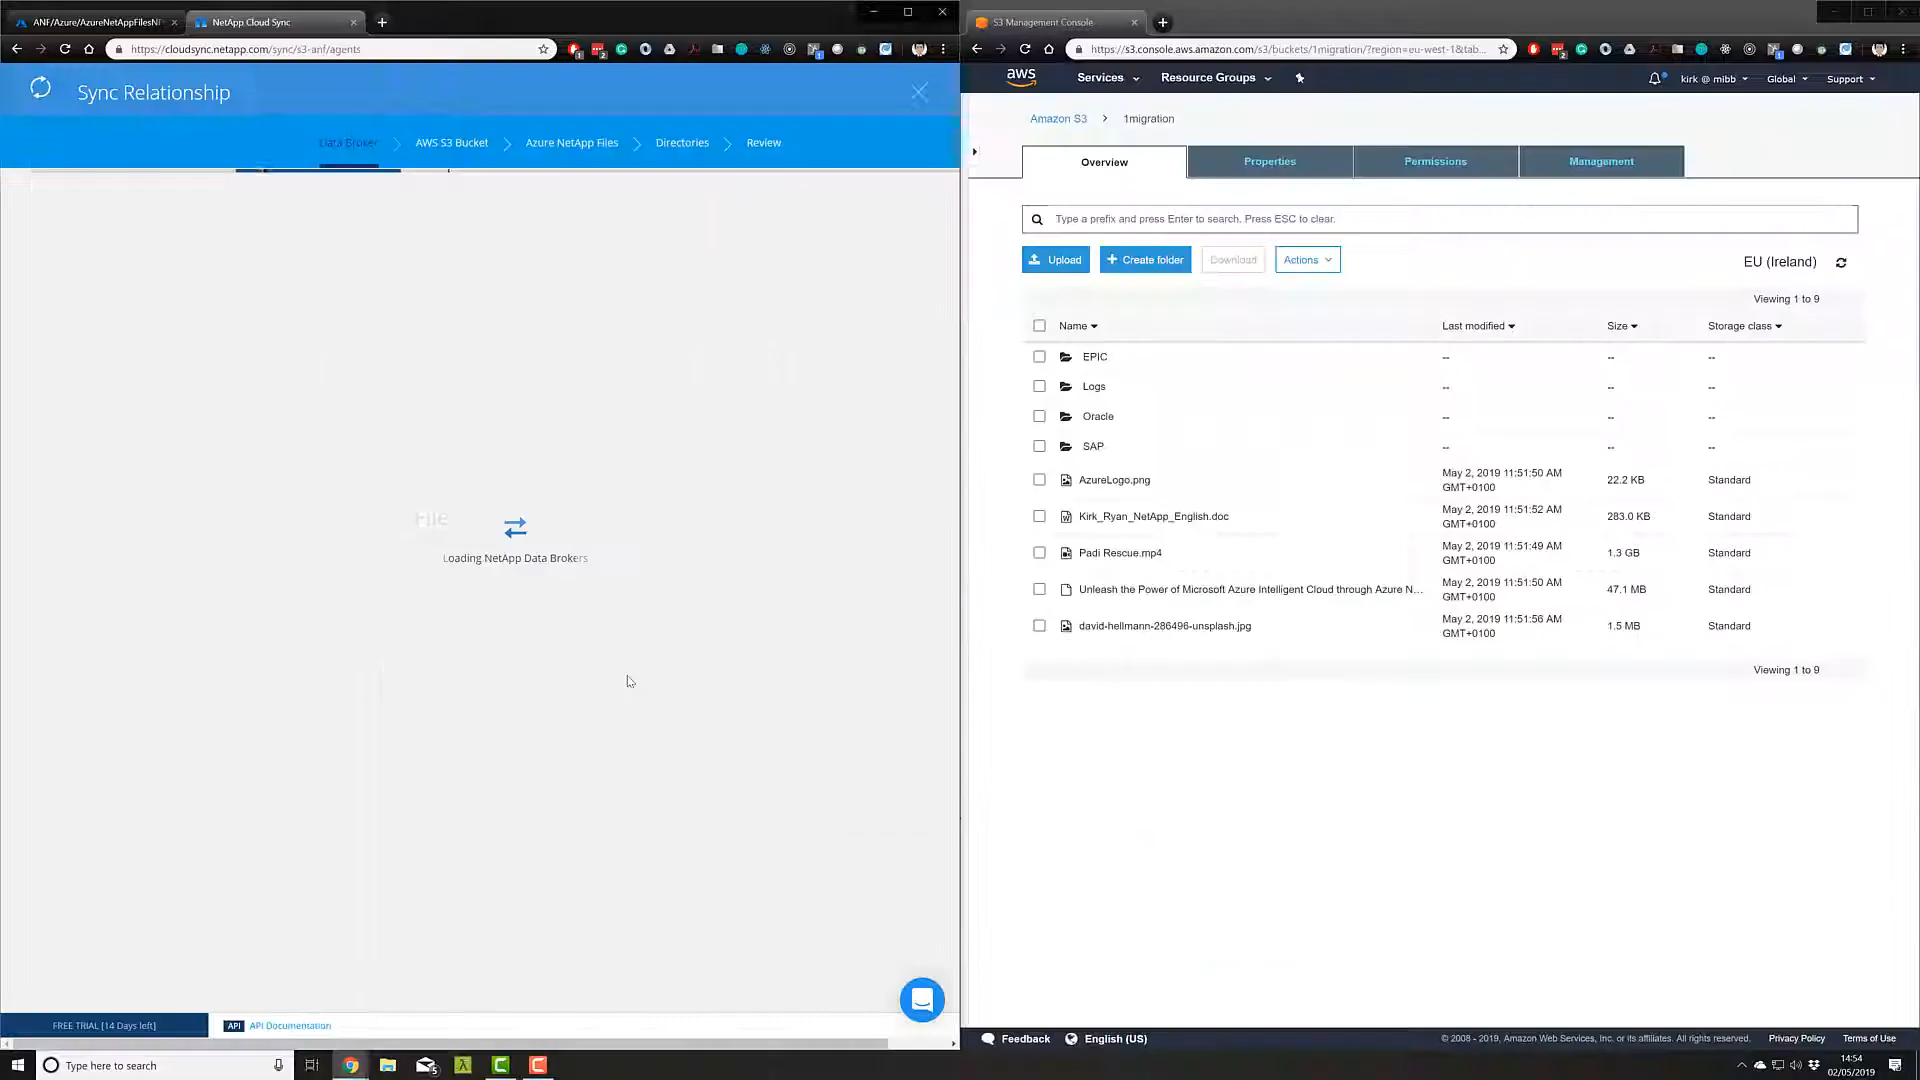 ANF/Azure/AzureNetAppFilesNF
NetApp Cloud Sync
https://cloudsync.netapp.com/sync/s3-anf/agents
Sync Relationship
Data Broker
AWS S3 Bucket
Azure NetApp Files
Directories
Review
File
Loading NetApp Data Brokers
FREE TRIAL [14 Days left]
API
API Documentation
S3 Management Console
https://s3.console.aws.amazon.com/s3/buckets/1migration/?region=eu-west-1&tab...
aws
Services
Resource Groups
kirk @ mibb
Global
Support
Amazon S3
1migration
Overview
Properties
Permissions
Management
Type a prefix and press Enter to search. Press ESC to clear.
Upload
+ Create folder
Download
Actions
EU (Ireland)
Viewing 1 to 9
Name
Last modified
Size
Storage class
EPIC -- -- --
Logs -- -- --
Oracle -- -- --
SAP -- -- --
AzureLogo.png
May 2, 2019 11:51:50 AM
GMT+0100
22.2 KB
Standard
Kirk_Ryan_NetApp_English.doc
May 2, 2019 11:51:52 AM
GMT+0100
283.0 KB
Standard
Padi Rescue.mp4
May 2, 2019 11:51:49 AM
GMT+0100
1.3 GB
Standard
Unleash the Power of Microsoft Azure Intelligent Cloud through Azure N...
May 2, 2019 11:51:50 AM
GMT+0100
47.1 MB
Standard
david-hellmann-286496-unsplash.jpg
May 2, 2019 11:51:56 AM
GMT+0100
1.5 MB
Standard
Viewing 1 to 9
Feedback
English (US)
© 2008 - 2019, Amazon Web Services, Inc. or its affiliates. All rights reserved.
Privacy Policy
Terms of Use
Type here to search
14:54
02/05/2019